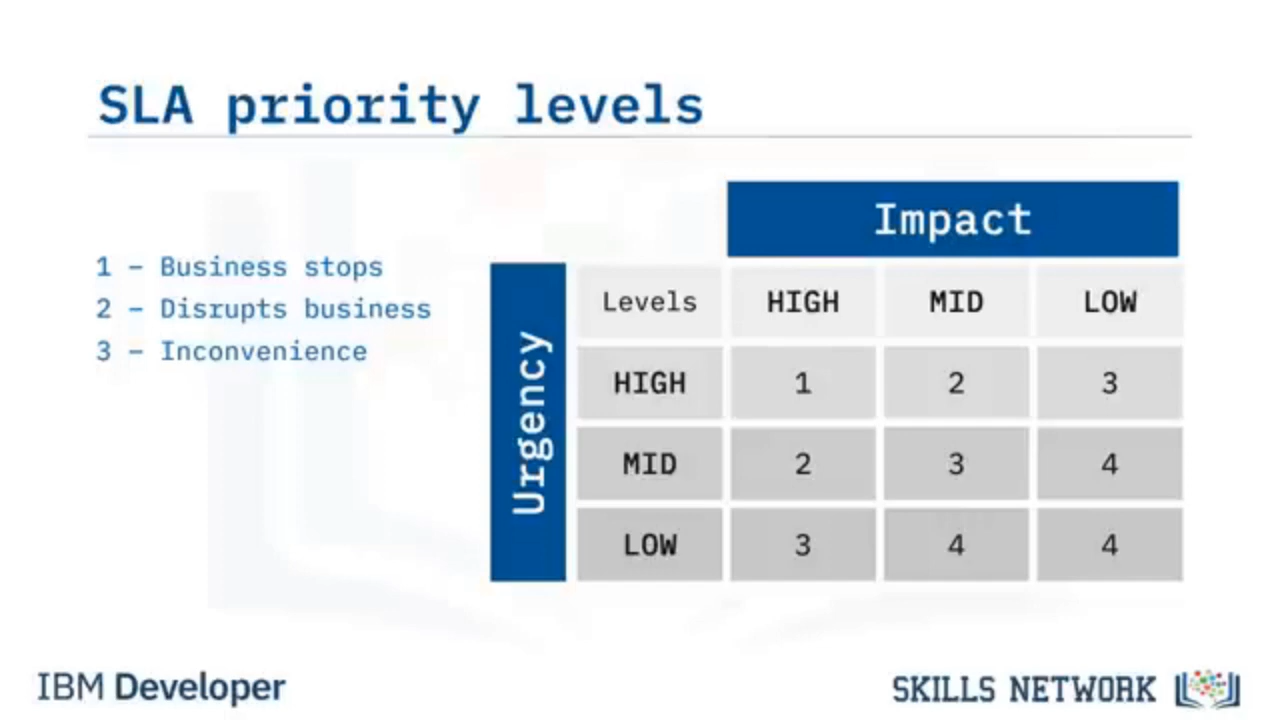 SLA priority levels
1 – Business stops
2 – Disrupts business
3 – Inconvenience
Impact
Urgency
Levels HIGH MID LOW
HIGH 1 2 3
MID 2 3 4
LOW 3 4 4
IBM Developer
SKILLS NETWORK